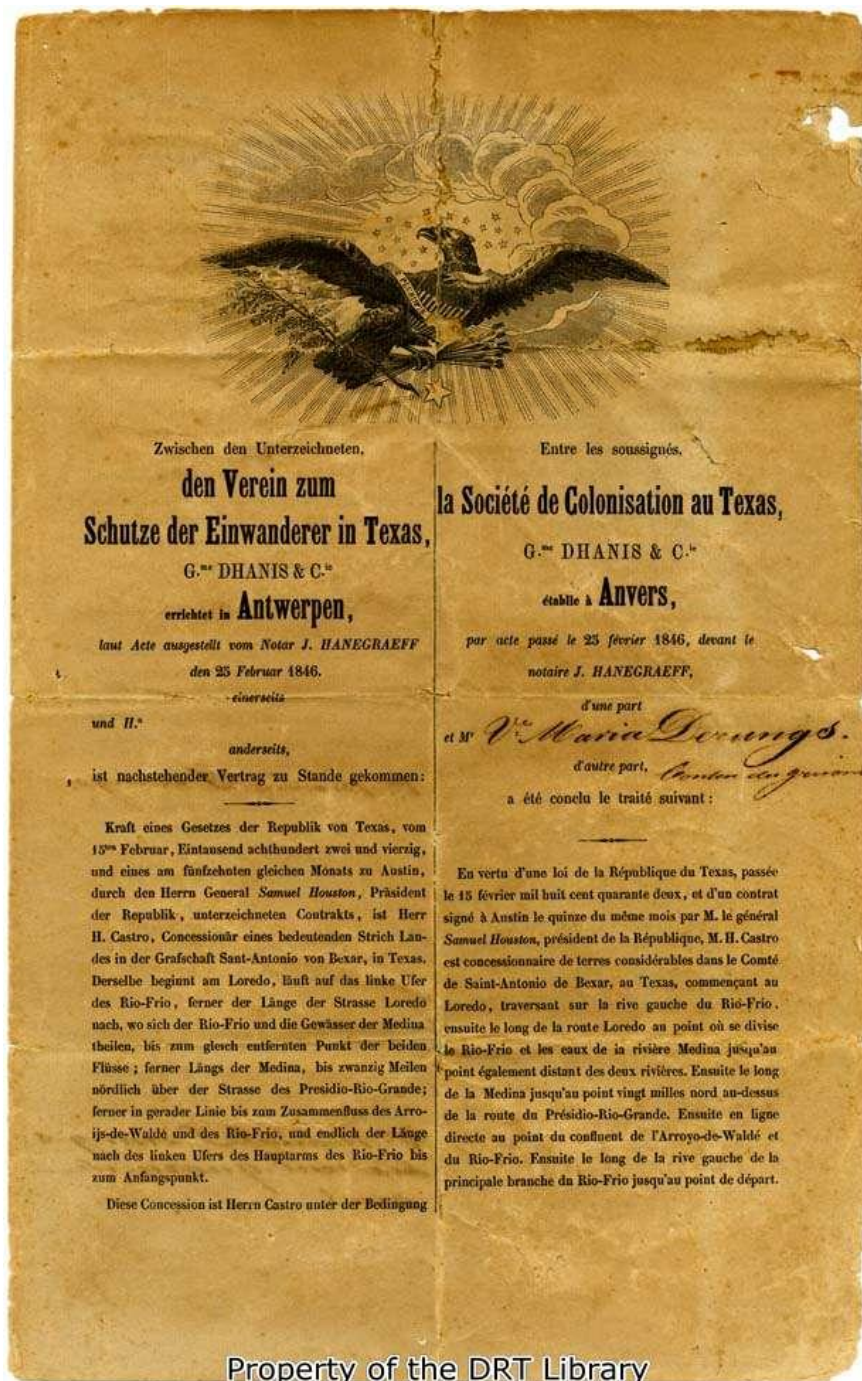 Zwischen den Unterzeichneten,
den Verein zum
Schutze der Einwanderer in Texas,
G.me DHANIS & C.ie
errichtet in Antwerpen,
laut Acte ausgestellt vom Notar J. HANEGRAEFF
den 25 Februar 1846.
einerseits
und H.n
anderseits,
ist nachstehender Vertrag zu Stande gekommen:
Kraft eines Gesetzes der Republik von Texas, vom
15ten Februar, Eintausend achthundert zwei und vierzig,
und eines am fünfzehnten gleichen Monats zu Austin,
durch den Herrn General Samuel Houston, Präsident
der Republik, unterzeichneten Contrakts, ist Herr
H. Castro, Concessionär eines bedeutenden Strich Lan-
des in der Grafschaft Sant-Antonio von Bexar, in Texas.
Derselbe beginnt am Loredo, läuft auf das linke Ufer
des Rio-Frio, ferner der Länge der Strasse Loredo
nach, wo sich der Rio-Frio und die Gewässer der Medina
theilen, bis zum gleich entfernten Punkt der beiden
Flüsse; ferner Längs der Medina, bis zwanzig Meilen
nördlich über der Strasse des Presidio-Rio-Grande;
ferner in gerader Linie bis zum Zusammenfluss des Arro-
ijs-de-Waldé und des Rio-Frio, und endlich der Länge
nach des linken Ufers des Hauptarms des Rio-Frio bis
zum Anfangspunkt.
Diese Concession ist Herrn Castro unter der Bedingung
Entre les soussignés,
la Société de Colonisation au Texas,
G.me DHANIS & C.ie
établie à Anvers,
par acte passé le 25 février 1846, devant le
notaire J. HANEGRAEFF,
d'une part
et Mr Ve Maria Derungs.
d'autre part,
a été conclu le traité suivant :
En vertu d'une loi de la République du Texas, passée
le 15 février mil huit cent quarante deux, et d'un contrat
signé à Austin le quinze du même mois par M. le général
Samuel Houston, président de la République, M. H. Castro
est concessionnaire de terres considérables dans le Comté
de Saint-Antonio de Bexar, au Texas, commençant au
Loredo, traversant sur la rive gauche du Rio-Frio.
ensuite le long de la route Loredo au point où se divise
le Rio-Frio et les eaux de la rivière Medina jusqu'au
point également distant des deux rivières. Ensuite le long
de la Medina jusqu'au point vingt milles nord au-dessus
de la route du Présidio-Rio-Grande. Ensuite en ligne
directe au point du confluent de l'Arroyo-de-Waldé et
du Rio-Frio. Ensuite le long de la rive gauche de la
principale branche du Rio-Frio jusqu'au point de départ.
Property of the DRT Library